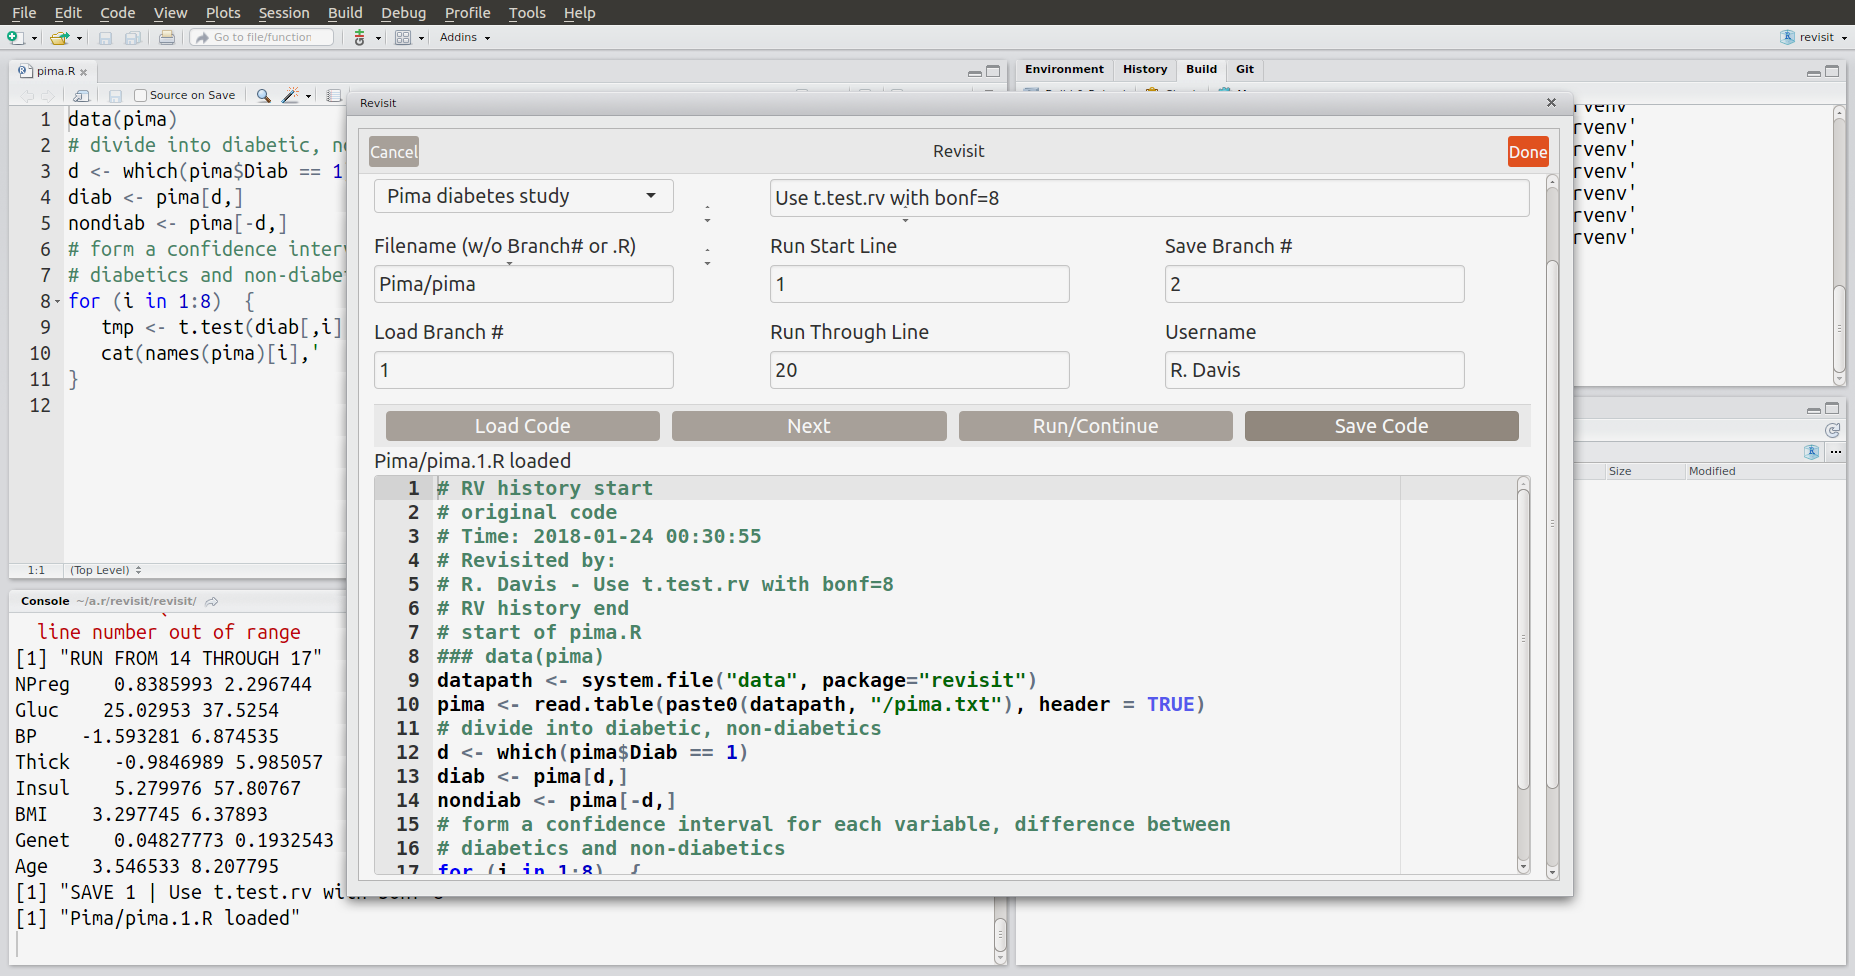 File Edit Code View Plots Session Build Debug Profile Tools Help
Go to file/function Addins revisit
pima.R
Source on Save
1 data(pima)
2 # divide into diabetic,
3 d <- which(pima$Diab == 1
4 diab <- pima[d,]
5 nondiab <- pima[-d,]
6 # form a confidence
7 # diabetics and
8 for (i in 1:8) {
9 tmp <- t.test(diab[,i]
10 cat(names(pima)[i],'
11 }
12
1:1 (Top Level)
Console ~/a.r/revisit/revisit/
line number out of range
[1] "RUN FROM 14 THROUGH 17"
NPreg 0.8385993 2.296744
Gluc 25.02953 37.5254
BP -1.593281 6.874535
Thick -0.9846989 5.985057
Insul 5.279976 57.80767
BMI 3.297745 6.37893
Genet 0.04827773 0.1932543
Age 3.546533 8.207795
[1] "SAVE 1 | Use t.test.rv with
[1] "Pima/pima.1.R loaded"
Environment History Build Git
rvenv'
rvenv'
rvenv'
rvenv'
rvenv'
rvenv'
rvenv'
Size Modified
Revisit
Cancel Revisit Done
Pima diabetes study Use t.test.rv with bonf=8
Filename (w/o Branch# or .R) Run Start Line Save Branch #
Pima/pima 1 2
Load Branch # Run Through Line Username
1 20 R. Davis
Load Code Next Run/Continue Save Code
Pima/pima.1.R loaded
1 # RV history start
2 # original code
3 # Time: 2018-01-24 00:30:55
4 # Revisited by:
5 # R. Davis - Use t.test.rv with bonf=8
6 # RV history end
7 # start of pima.R
8 ### data(pima)
9 datapath <- system.file("data", package="revisit")
10 pima <- read.table(paste0(datapath, "/pima.txt"), header = TRUE)
11 # divide into diabetic, non-diabetics
12 d <- which(pima$Diab == 1)
13 diab <- pima[d,]
14 nondiab <- pima[-d,]
15 # form a confidence interval for each variable, difference between
16 # diabetics and non-diabetics
17 for (i in 1:8) {